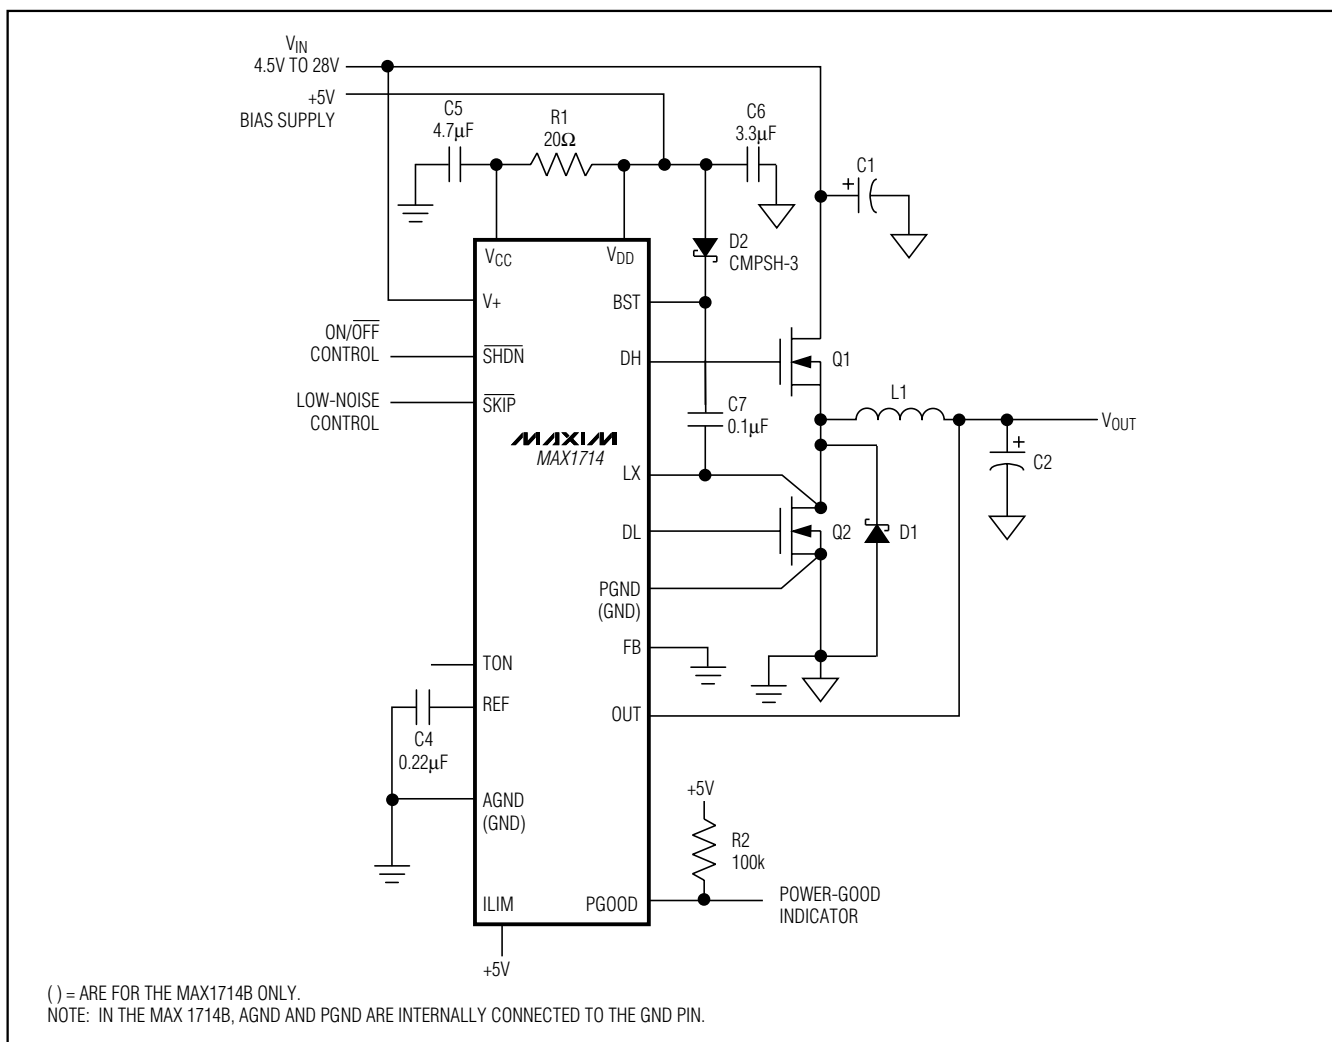 VIN
4.5V TO 28V
+5V
BIAS SUPPLY
C5
4.7µF
R1
20Ω
C6
3.3µF
C1
+
VCC
VDD
D2
CMPSH-3
V+
BST
ON/OFF
CONTROL
SHDN
DH
Q1
LOW-NOISE
CONTROL
SKIP
C7
0.1µF
L1
VOUT
MAXIM
MAX1714
+
C2
LX
DL
Q2
D1
PGND
(GND)
FB
TON
REF
OUT
C4
0.22µF
AGND
(GND)
+5V
R2
100k
ILIM
PGOOD
POWER-GOOD
INDICATOR
+5V
( ) = ARE FOR THE MAX1714B ONLY.
NOTE: IN THE MAX 1714B, AGND AND PGND ARE INTERNALLY CONNECTED TO THE GND PIN.